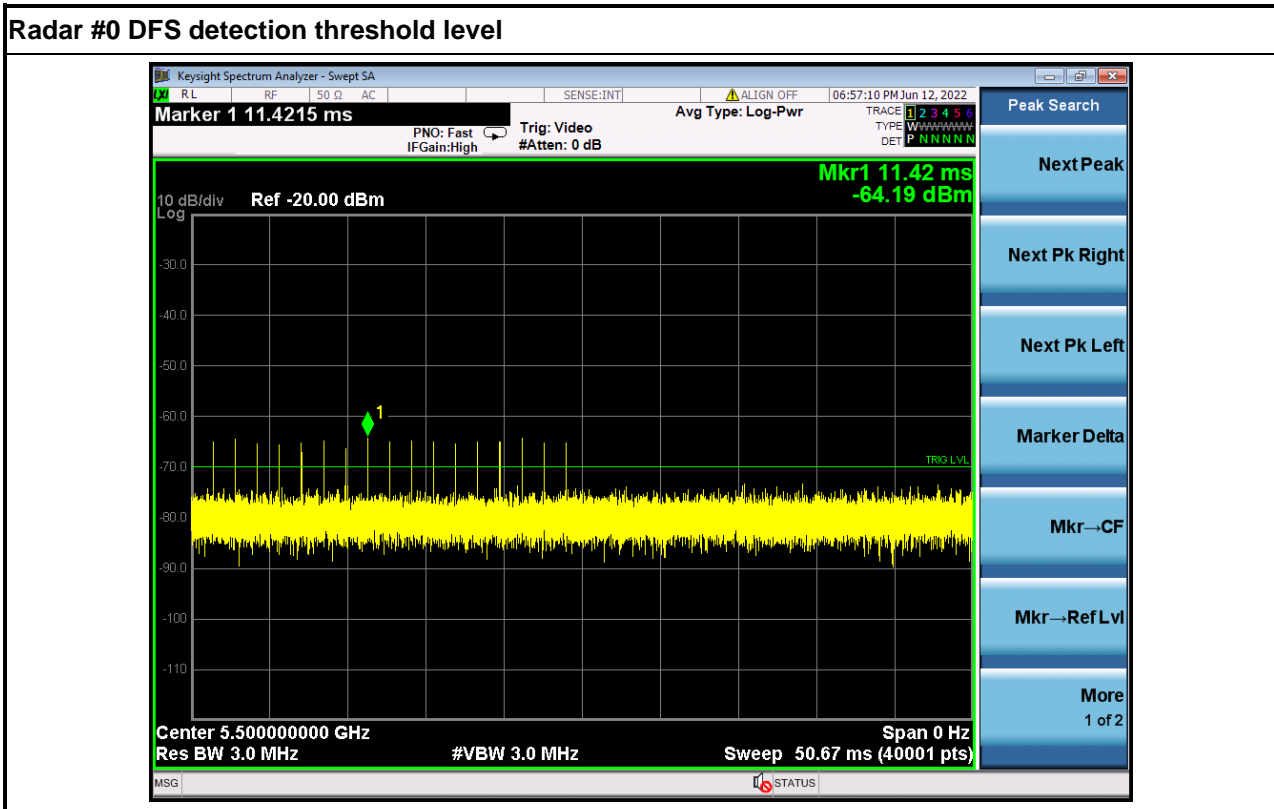 Radar #0 DFS detection threshold level
Keysight Spectrum Analyzer - Swept SA
LXI RL RF 50 Ω AC SENSE:INT ALIGN OFF 06:57:10 PM Jun 12, 2022
Marker 1 11.4215 ms
PNO: Fast
IFGain:High
Trig: Video
#Atten: 0 dB
Avg Type: Log-Pwr
TRACE 1 2 3 4 5 6
TYPE WWWWWW
DET P N N N N N
Peak Search
Mkr1 11.42 ms
-64.19 dBm
10 dB/div Ref -20.00 dBm
Log
-30.0
-40.0
-50.0
-60.0
-70.0
-80.0
-90.0
-100
-110
1
TRIG LVL
Center 5.500000000 GHz Span 0 Hz
Res BW 3.0 MHz #VBW 3.0 MHz Sweep 50.67 ms (40001 pts)
MSG STATUS
Next Peak
Next Pk Right
Next Pk Left
Marker Delta
Mkr→CF
Mkr→Ref Lvl
More
1 of 2